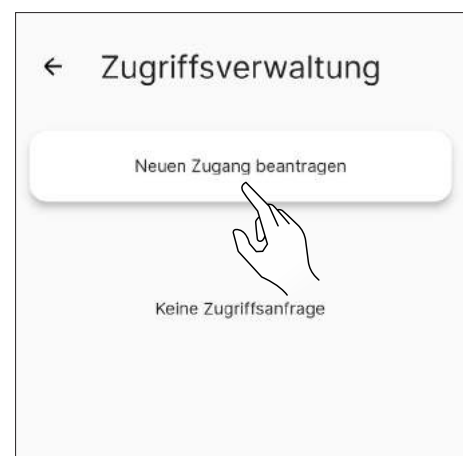 Zugriffsverwaltung
Neuen Zugang beantragen
Keine Zugriffsanfrage